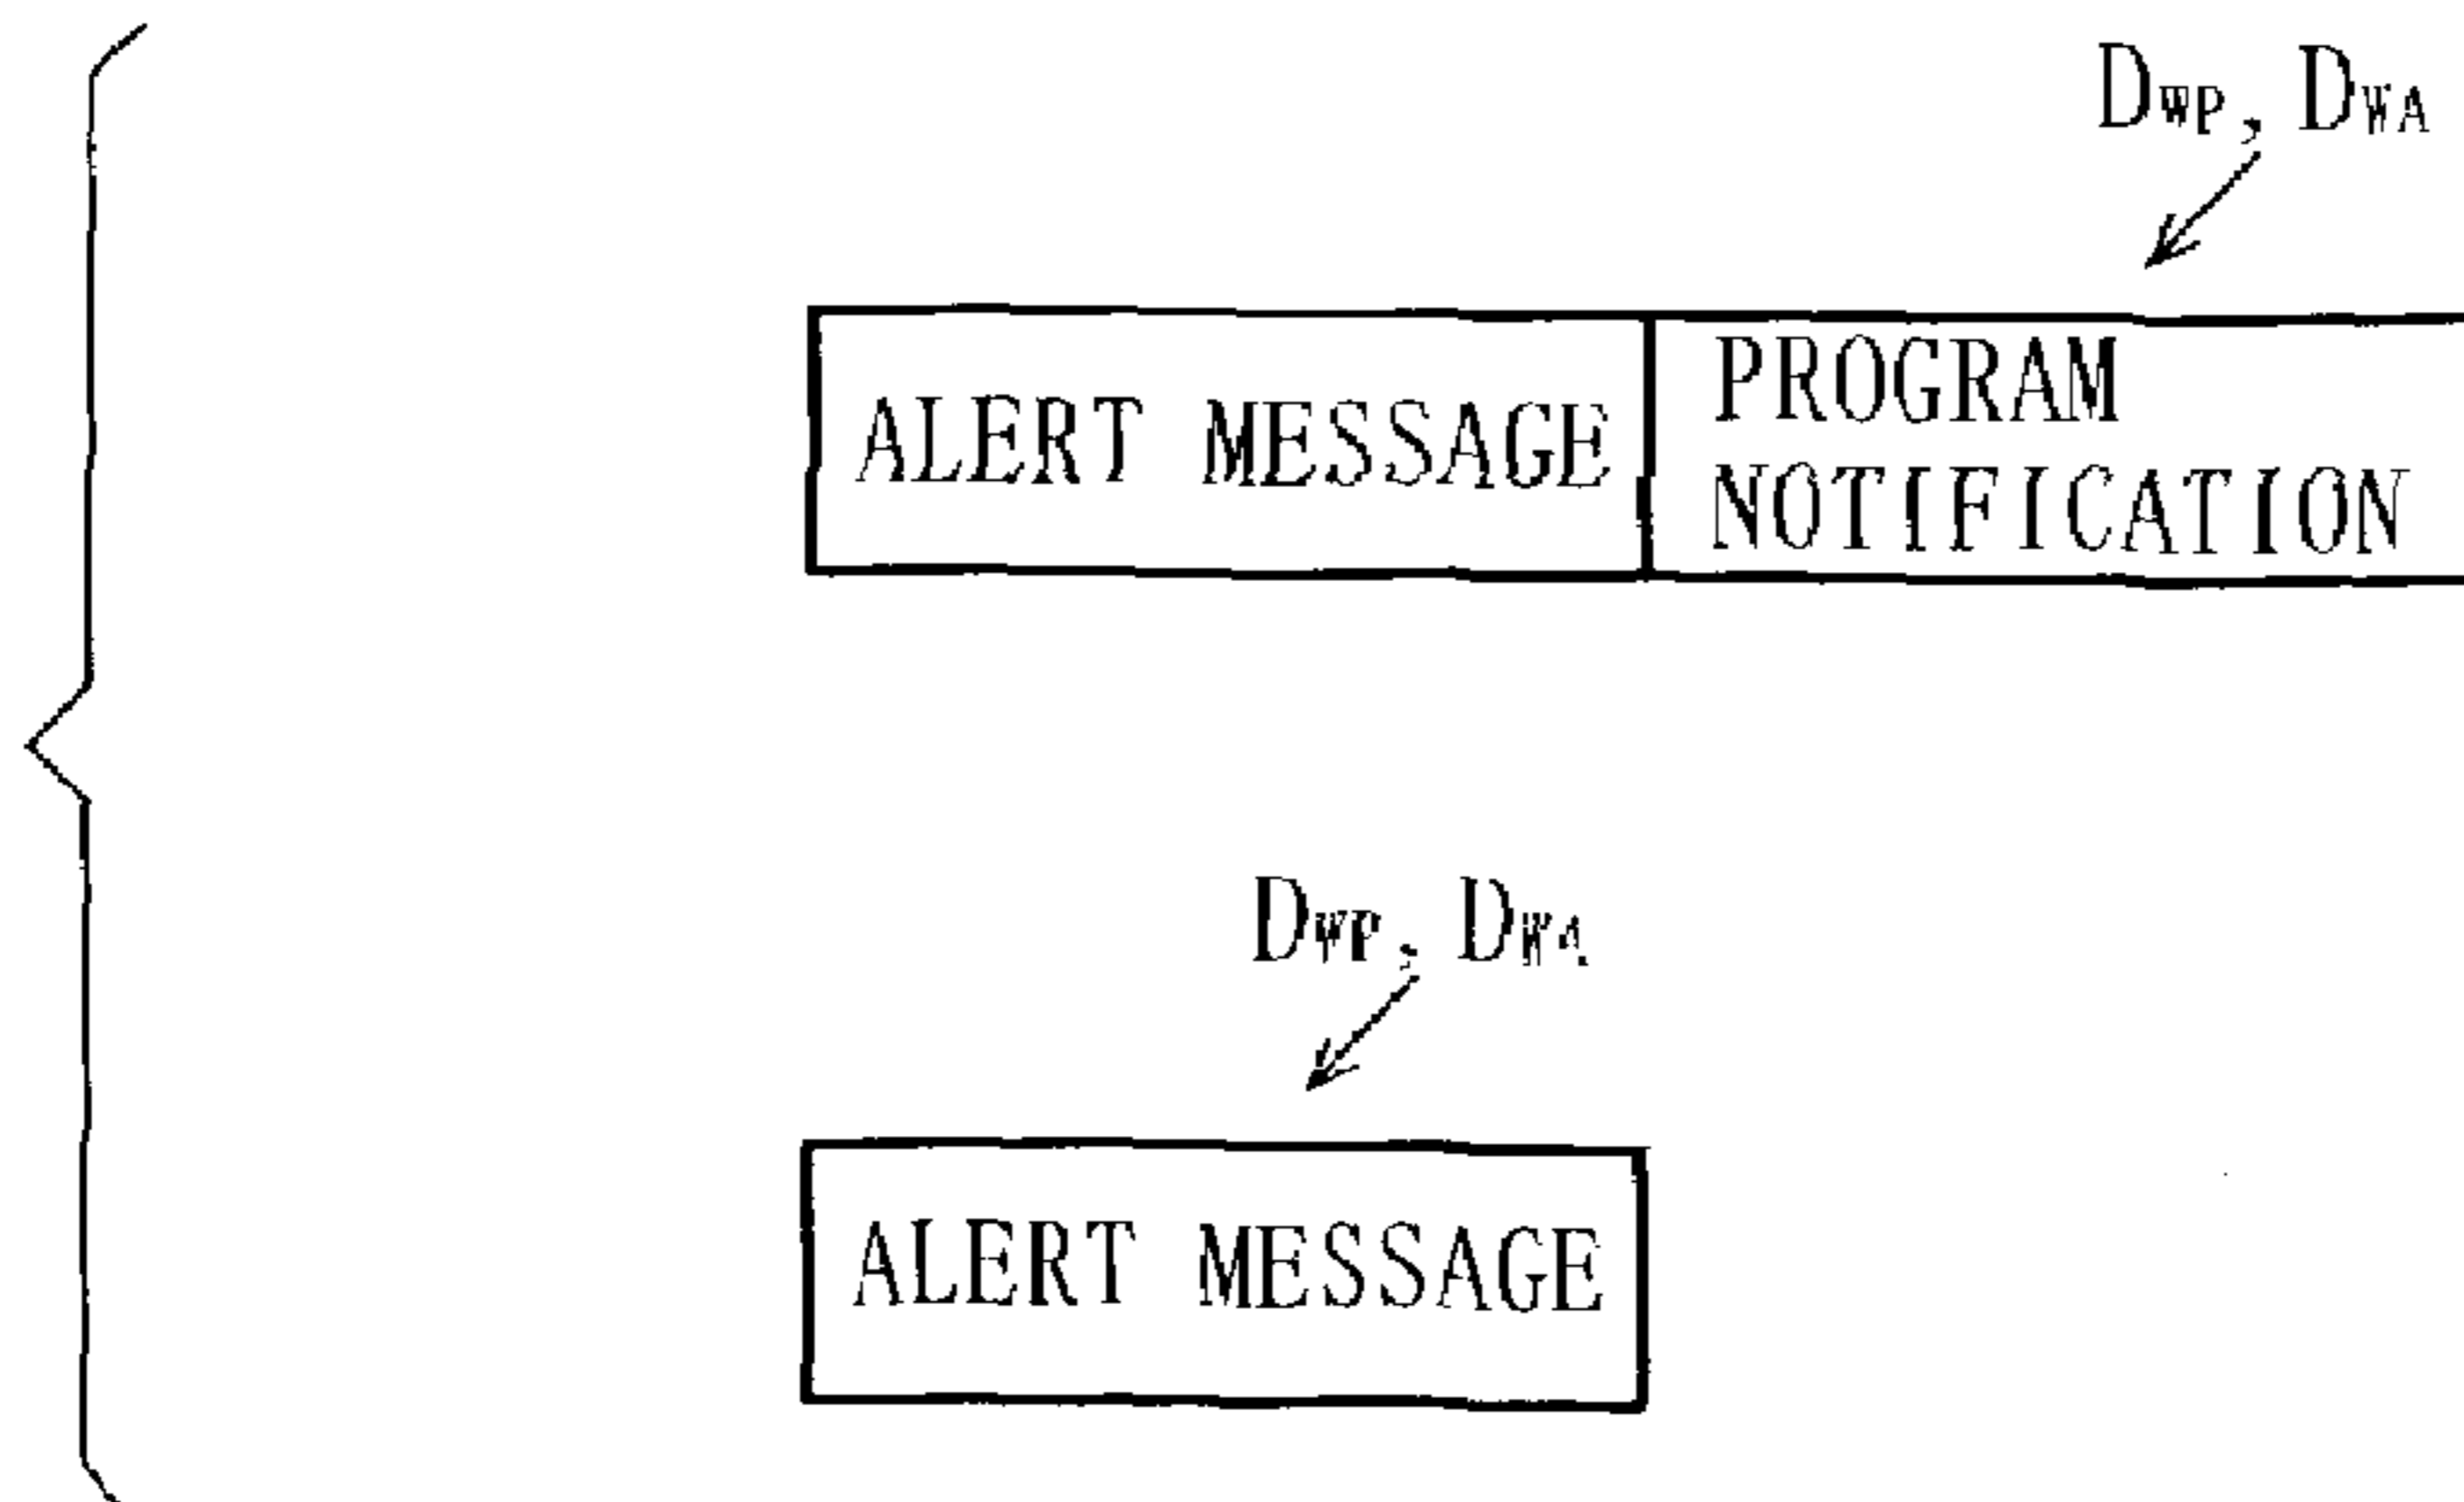 DWP, DWA
ALERT MESSAGE
PROGRAM
NOTIFICATION
DWP, DWA
ALERT MESSAGE